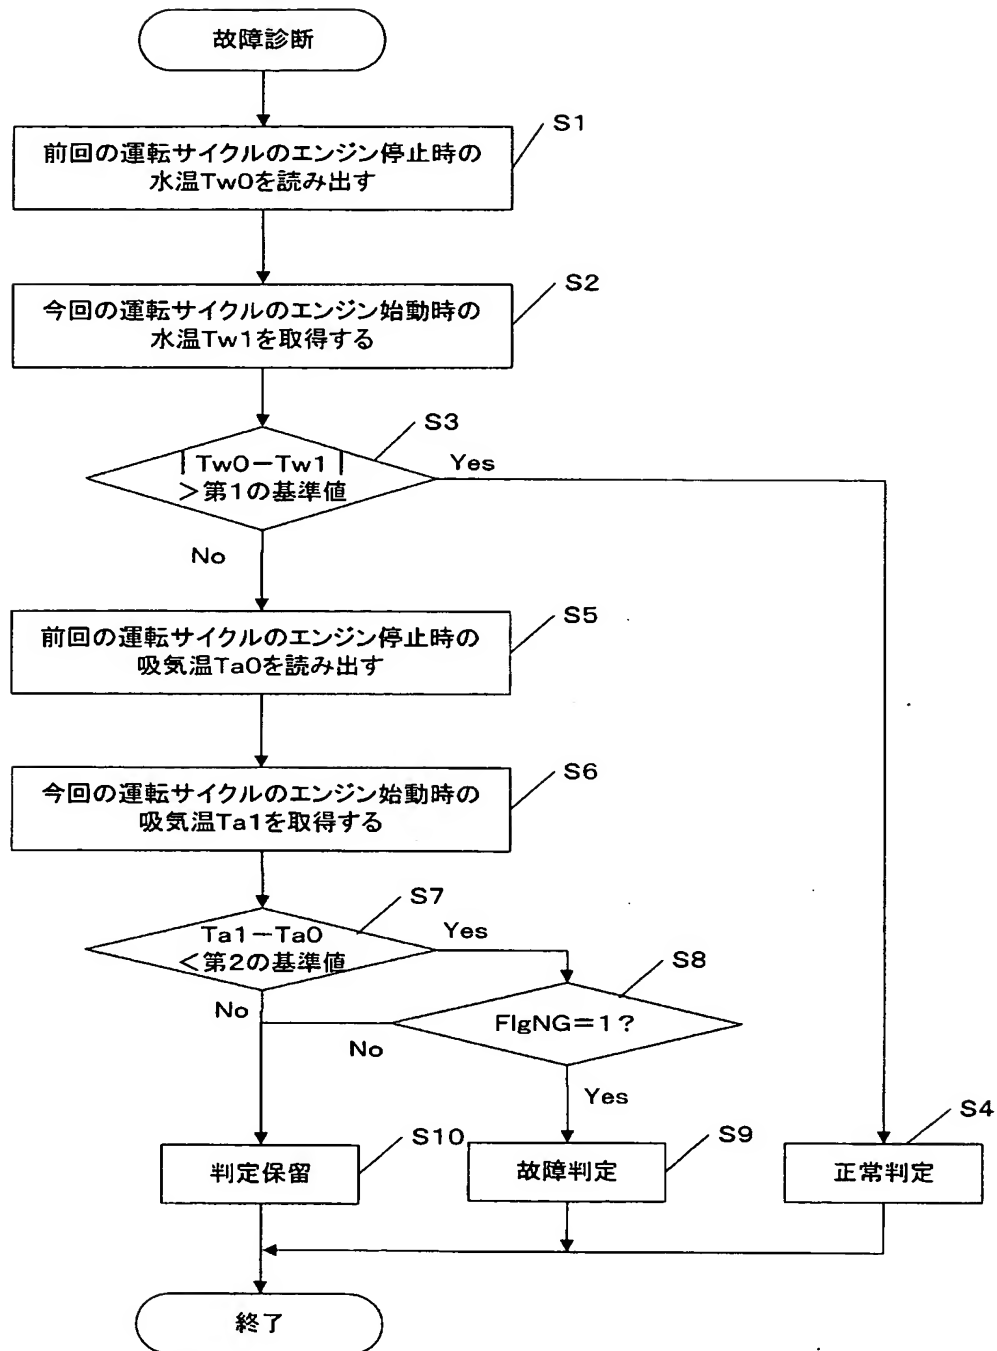 故障診断
S1
前回の運転サイクルのエンジン停止時の
水温Tw0を読み出す
S2
今回の運転サイクルのエンジン始動時の
水温Tw1を取得する
S3
|Tw0−Tw1|
>第1の基準値
Yes
No
S5
前回の運転サイクルのエンジン停止時の
吸気温Ta0を読み出す
S6
今回の運転サイクルのエンジン始動時の
吸気温Ta1を取得する
S7
Ta1−Ta0
<第2の基準値
Yes
No
S8
FlgNG=1?
No
Yes
S10
判定保留
S9
故障判定
S4
正常判定
終了